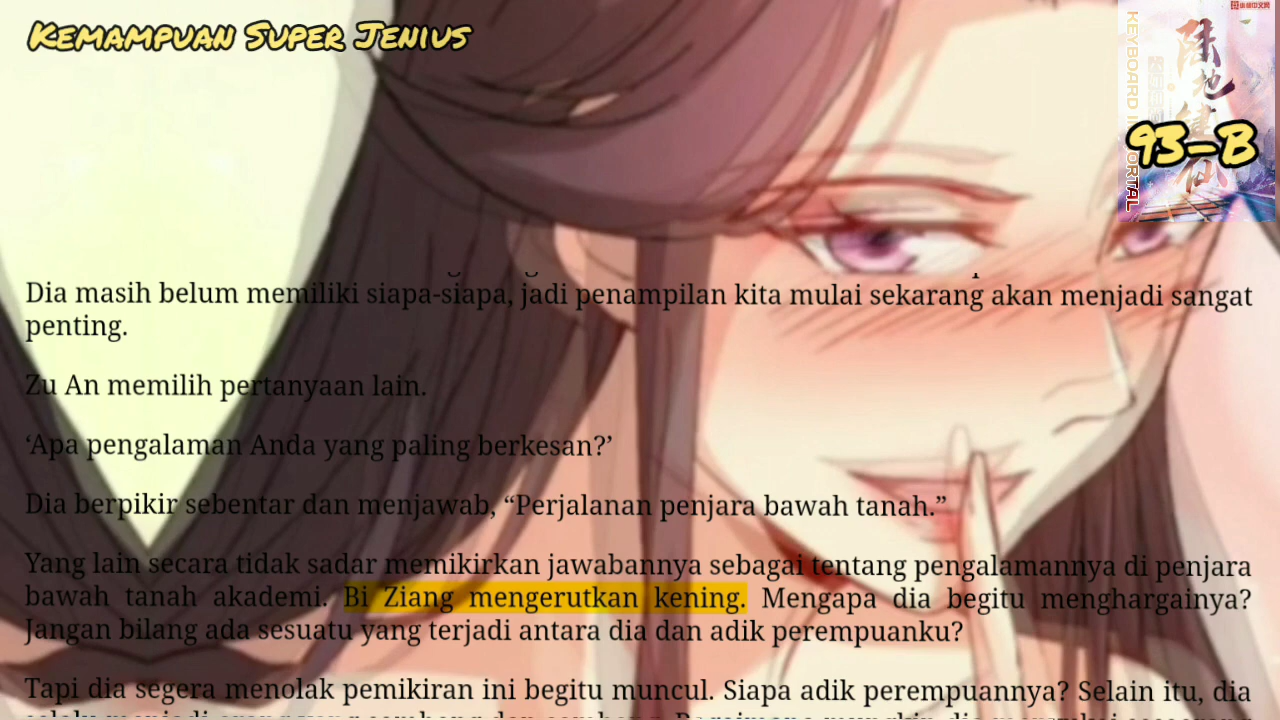 Kemampuan Super Jenius
KEYBOARD IMMORTAL
93-B
Dia masih belum memiliki siapa-siapa, jadi penampilan kita mulai sekarang akan menjadi sangat
penting.
Zu An memilih pertanyaan lain.
‘Apa pengalaman Anda yang paling berkesan?’
Dia berpikir sebentar dan menjawab, “Perjalanan penjara bawah tanah.”
Yang lain secara tidak sadar memikirkan jawabannya sebagai tentang pengalamannya di penjara
bawah tanah akademi. Bi Ziang mengerutkan kening. Mengapa dia begitu menghargainya?
Jangan bilang ada sesuatu yang terjadi antara dia dan adik perempuanku?
Tapi dia segera menolak pemikiran ini begitu muncul. Siapa adik perempuannya? Selain itu, dia